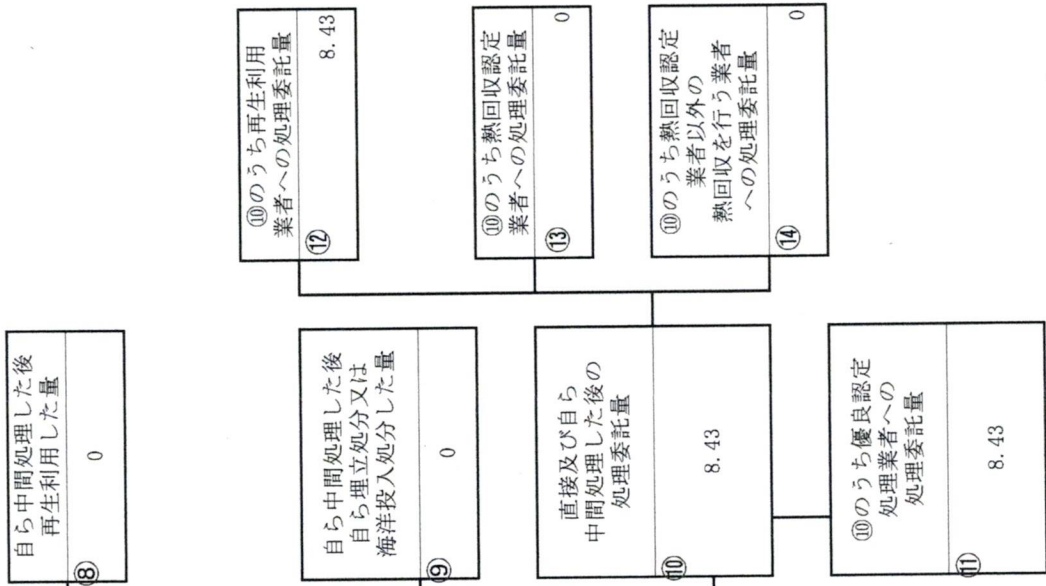 自ら中間処理した後
再生利用した量
⑧
0
自ら中間処理した後
自ら埋立処分又は
海洋投入処分した量
⑨
0
直接及び自ら
中間処理した後の
処理委託量
⑩
8.43
⑩のうち優良認定
処理業者への
処理委託量
⑪
8.43
⑩のうち再生利用
業者への処理委託量
⑫
8.43
⑩のうち熱回収認定
業者への処理委託量
⑬
0
⑩のうち熱回収認定
業者以外の
熱回収を行う業者
への処理委託量
⑭
0